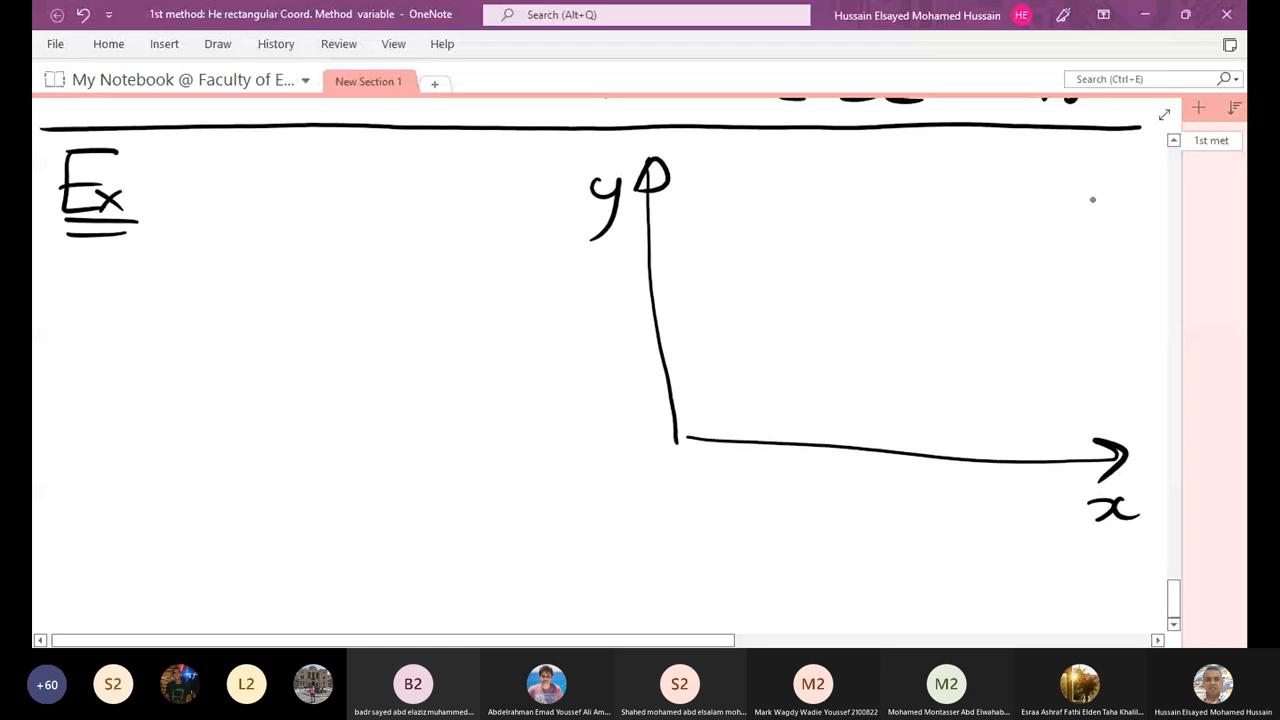 1st method: He rectangular Coord. Method variable - OneNote
Search (Alt+Q)
Hussain Elsayed Mohamed Hussain
HE
File Home Insert Draw History Review View Help
My Notebook @ Faculty of E...
New Section 1
Search (Ctrl+E)
1st met
Ex
y
x
+60
S2
L2
B2
S2
M2
M2
badr sayed abd elaziz muhammed...
Abdelrahman Emad Youssef Ali Am...
Shahed mohamed abd elsalam moh...
Mark Wagdy Wadie Youssef 2100822
Mohamed Montasser Abd Elwahab...
Esraa Ashraf Fathi Elden Taha Khalil...
Hussain Elsayed Mohamed Hussain